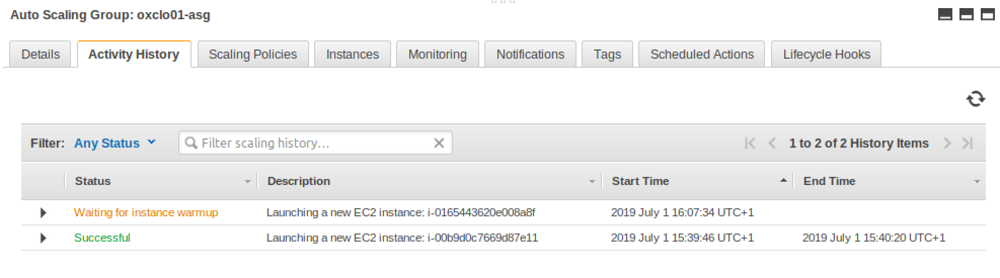 Auto Scaling Group: oxclo01-asg
Details Activity History Scaling Policies Instances Monitoring Notifications Tags Scheduled Actions Lifecycle Hooks
Filter: Any Status Filter scaling history... 1 to 2 of 2 History Items
Status Description Start Time End Time
Waiting for instance warmup Launching a new EC2 instance: i-0165443620e008a8f 2019 July 1 16:07:34 UTC+1
Successful Launching a new EC2 instance: i-00b9d0c7669d87e11 2019 July 1 15:39:46 UTC+1 2019 July 1 15:40:20 UTC+1